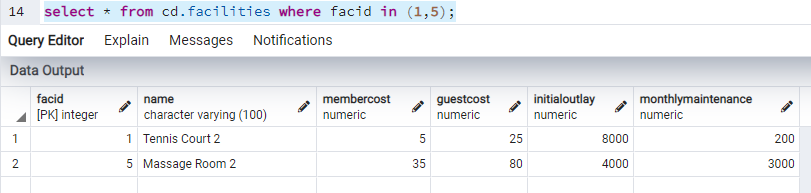 14 select * from cd.facilities where facid in (1,5);
Query Editor Explain Messages Notifications
Data Output
facid name membercost guestcost initialoutlay monthlymaintenance
[PK] integer character varying (100) numeric numeric numeric numeric
1 1 Tennis Court 2 5 25 8000 200
2 5 Massage Room 2 35 80 4000 3000